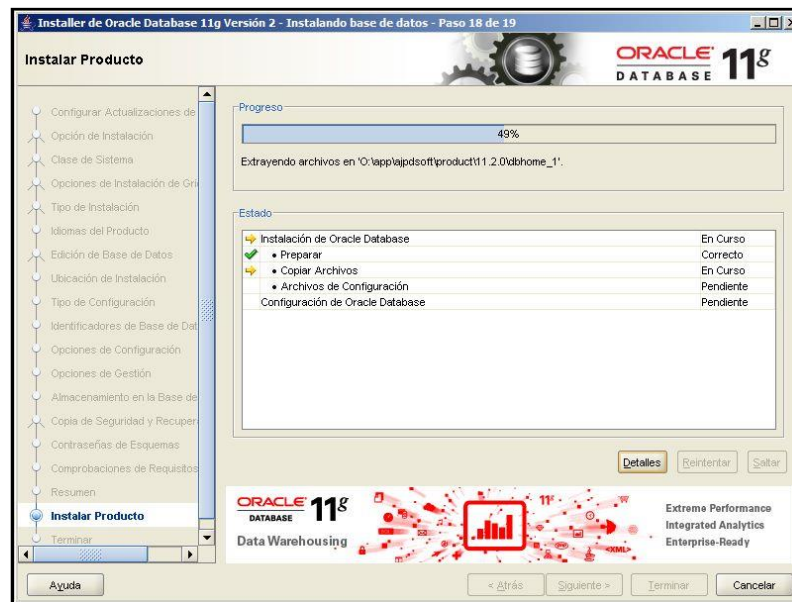 Installer de Oracle Database 11g Versión 2 - Instalando base de datos - Paso 18 de 19
Instalar Producto
ORACLE
DATABASE 11g
Configurar Actualizaciones de
Opción de Instalación
Clase de Sistema
Opciones de Instalación de Gri
Tipo de Instalación
Idiomas del Producto
Edición de Base de Datos
Ubicación de Instalación
Tipo de Configuración
Identificadores de Base de Dat
Opciones de Configuración
Opciones de Gestión
Almacenamiento en la Base de
Copia de Seguridad y Recuper
Contraseñas de Esquemas
Comprobaciones de Requisitos
Resumen
Instalar Producto
Terminar
Progreso
49%
Extrayendo archivos en 'O:\app\ajpdsoft\product\11.2.0\dbhome_1'.
Estado
Instalación de Oracle Database En Curso
• Preparar Correcto
• Copiar Archivos En Curso
• Archivos de Configuración Pendiente
Configuración de Oracle Database Pendiente
Detalles Reintentar Saltar
ORACLE
DATABASE 11g
Data Warehousing
11g
<XML>
Extreme Performance
Integrated Analytics
Enterprise-Ready
Ayuda < Atrás Siguiente > Terminar Cancelar